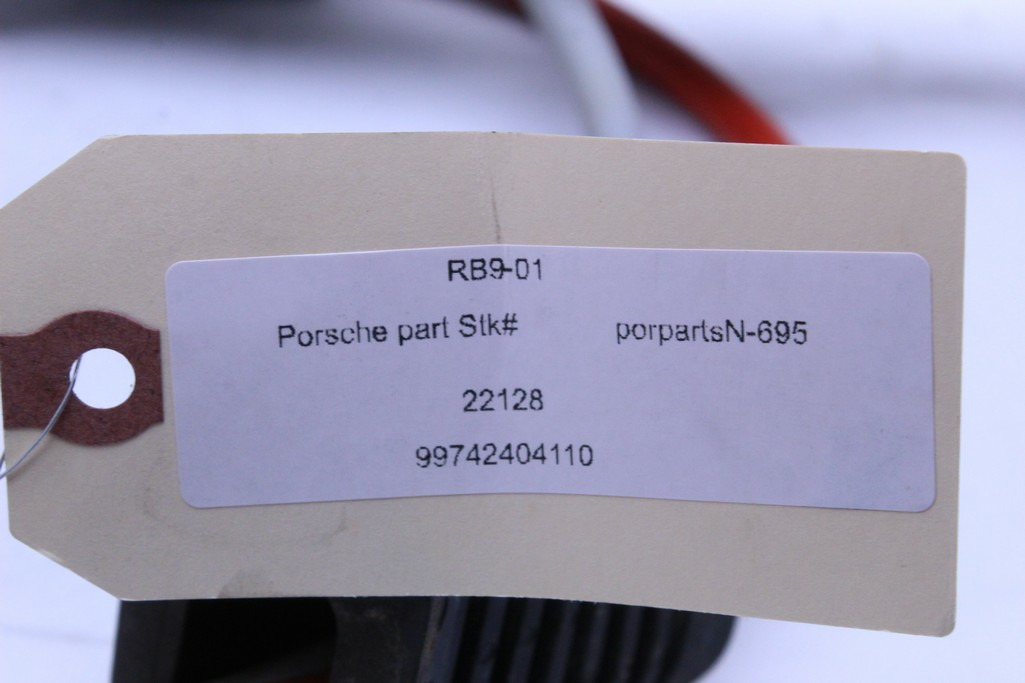 RB9-01
Porsche part Stk# porpartsN-695
22128
99742404110